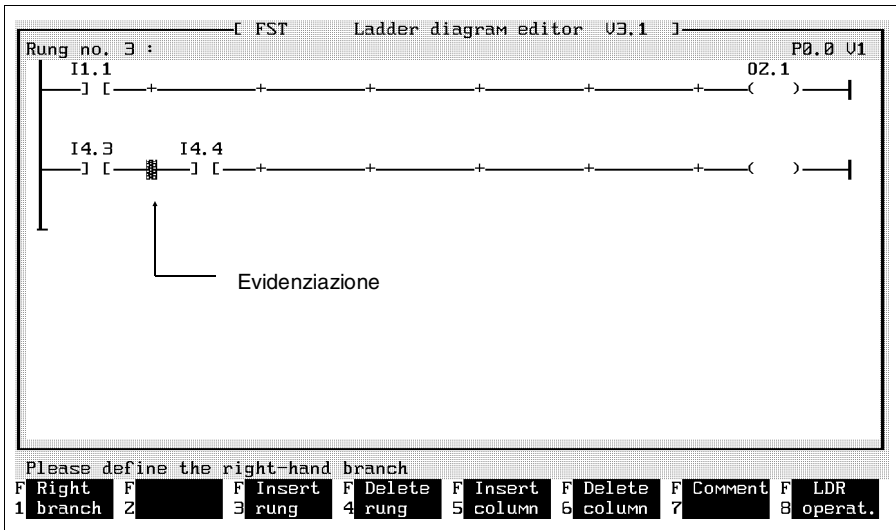 [ FST Ladder diagram editor V3.1 ]
Rung no. 3 : P0.0 V1
I1.1 O2.1
] [ + + + + + + ( )
I4.3 I4.4
] [ ] [ + + + + + ( )
Evidenziazione
Please define the right-hand branch
F1 Right branch F2 F3 Insert rung F4 Delete rung F5 Insert column F6 Delete column F7 Comment F8 LDR operat.